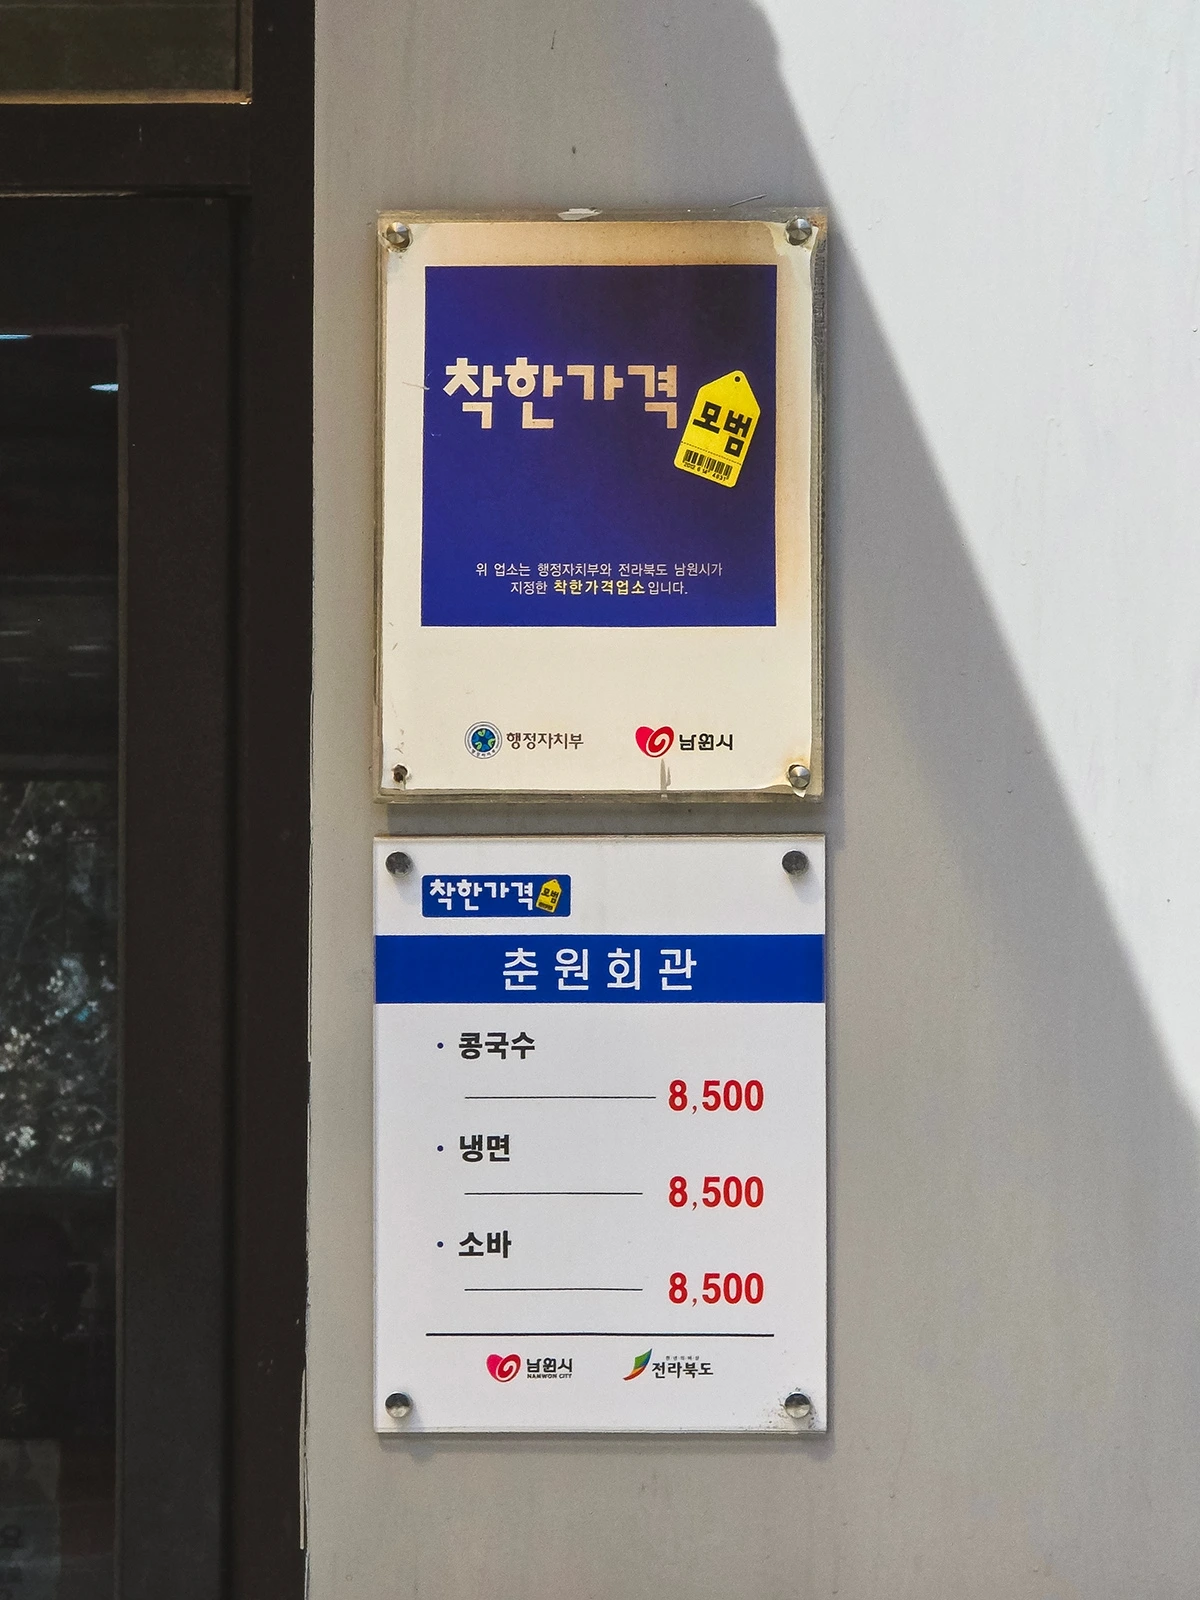 착한가격
모범
위 업소는 행정자치부와 전라북도 남원시가
지정한 착한가격업소입니다.
행정자치부
남원시
착한가격 모범
춘원회관
· 콩국수
8,500
· 냉면
8,500
· 소바
8,500
남원시
NAMWON CITY
전라북도